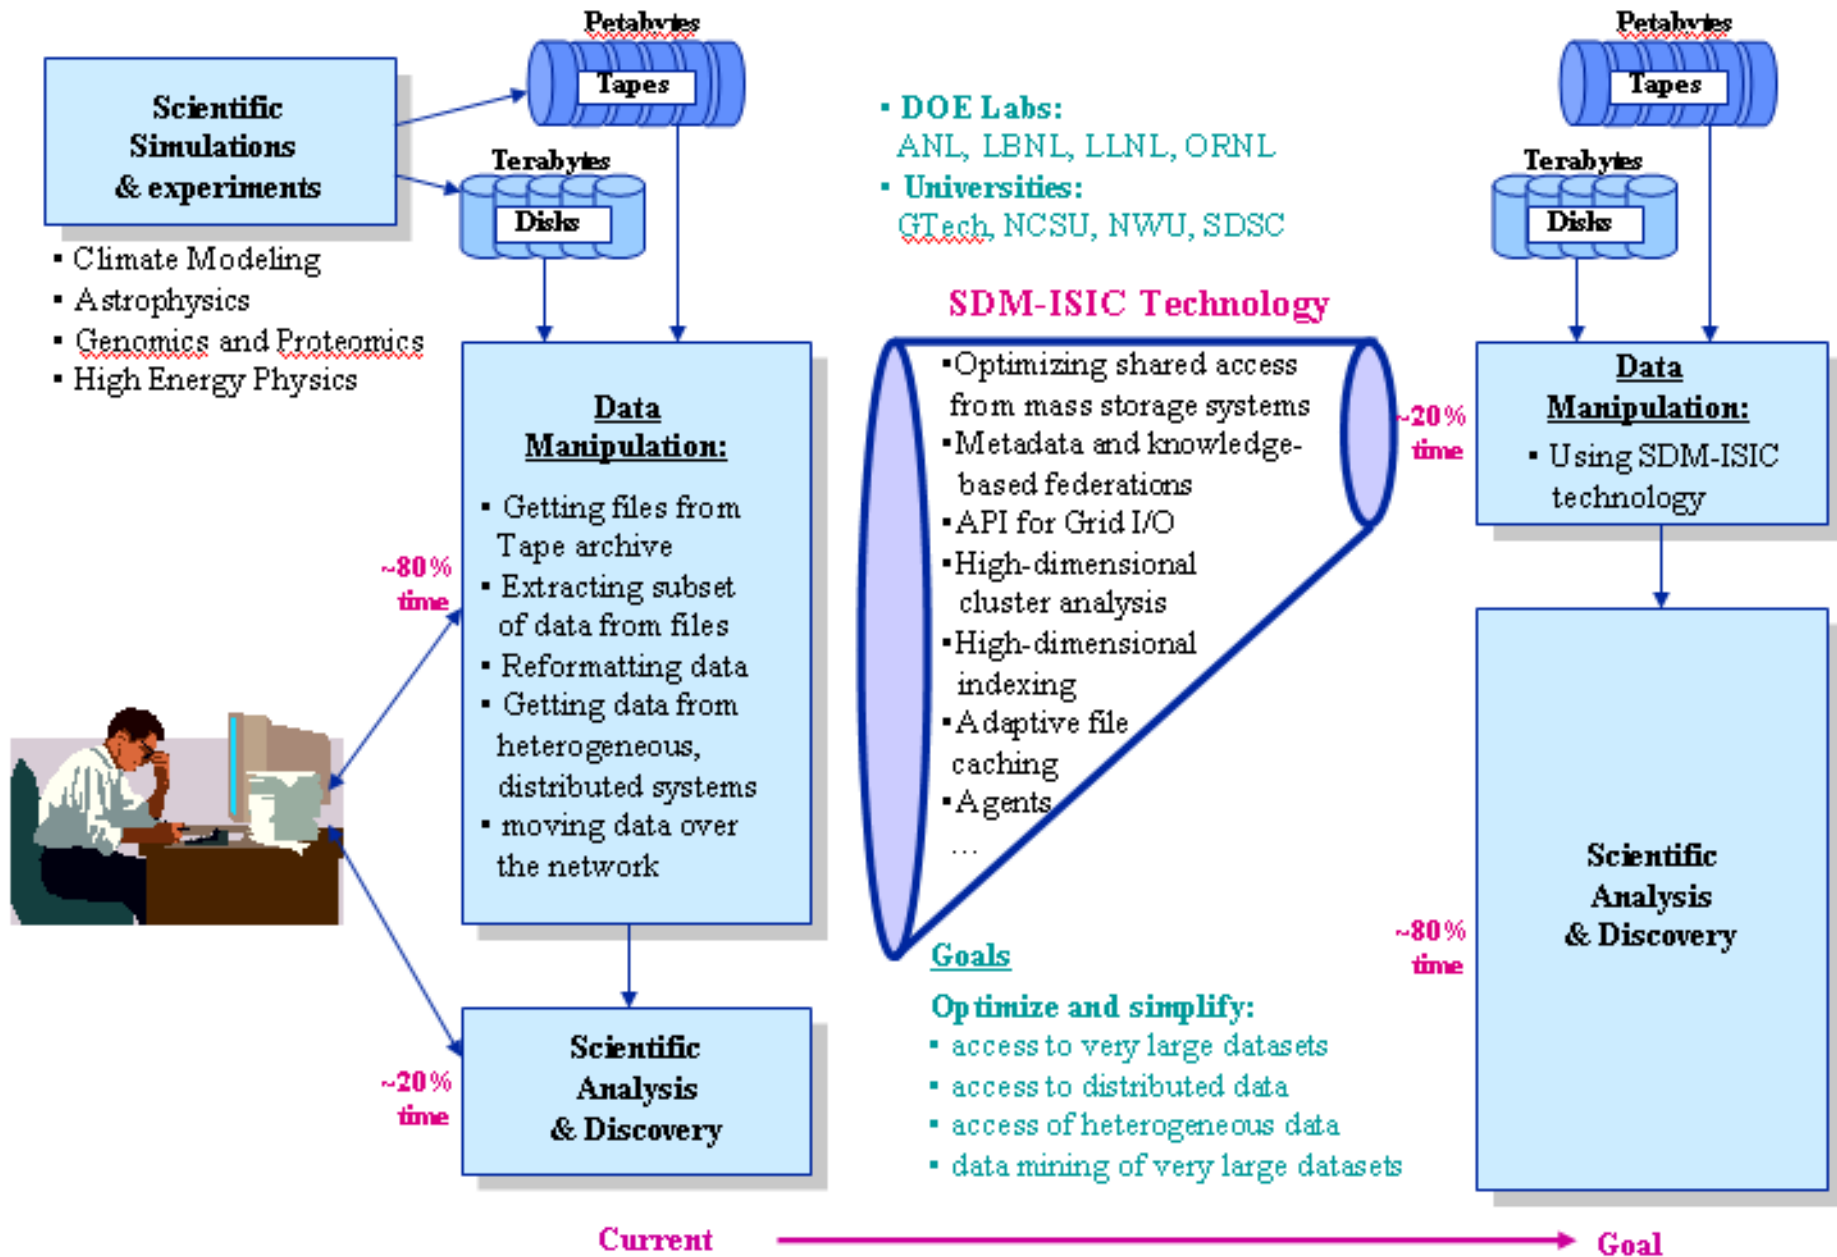 Petabytes
Tapes
Scientific
Simulations
& experiments
Terabytes
Disks
▪ Climate Modeling
▪ Astrophysics
▪ Genomics and Proteomics
▪ High Energy Physics
Data
Manipulation:
▪ Getting files from
Tape archive
▪ Extracting subset
of data from files
▪ Reformatting data
▪ Getting data from
heterogeneous,
distributed systems
▪ moving data over
the network
~80%
time
Scientific
Analysis
& Discovery
~20%
time
▪ DOE Labs:
ANL, LBNL, LLNL, ORNL
▪ Universities:
GTech, NCSU, NWU, SDSC
SDM-ISIC Technology
▪Optimizing shared access
from mass storage systems
▪Metadata and knowledge-
based federations
▪API for Grid I/O
▪High-dimensional
cluster analysis
▪High-dimensional
indexing
▪Adaptive file
caching
▪Agents
...
Goals
Optimize and simplify:
▪ access to very large datasets
▪ access to distributed data
▪ access of heterogeneous data
▪ data mining of very large datasets
Petabytes
Tapes
Terabytes
Disks
~20%
time
Data
Manipulation:
▪ Using SDM-ISIC
technology
~80%
time
Scientific
Analysis
& Discovery
Current
Goal